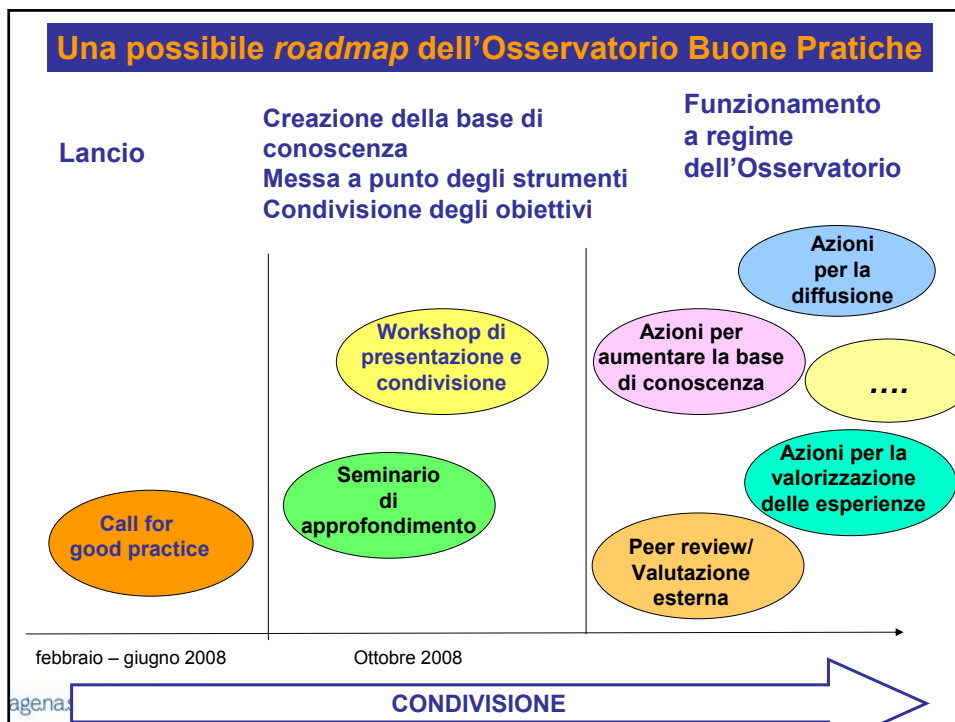 Una possibile roadmap dell'Osservatorio Buone Pratiche
Lancio
Creazione della base di
conoscenza
Messa a punto degli strumenti
Condivisione degli obiettivi
Funzionamento
a regime
dell'Osservatorio
Azioni
per la
diffusione
Workshop di
presentazione e
condivisione
Azioni per
aumentare la base
di conoscenza
....
Seminario
di
approfondimento
Azioni per la
valorizzazione
delle esperienze
Call for
good practice
Peer review/
Valutazione
esterna
febbraio – giugno 2008
Ottobre 2008
agena.s
CONDIVISIONE